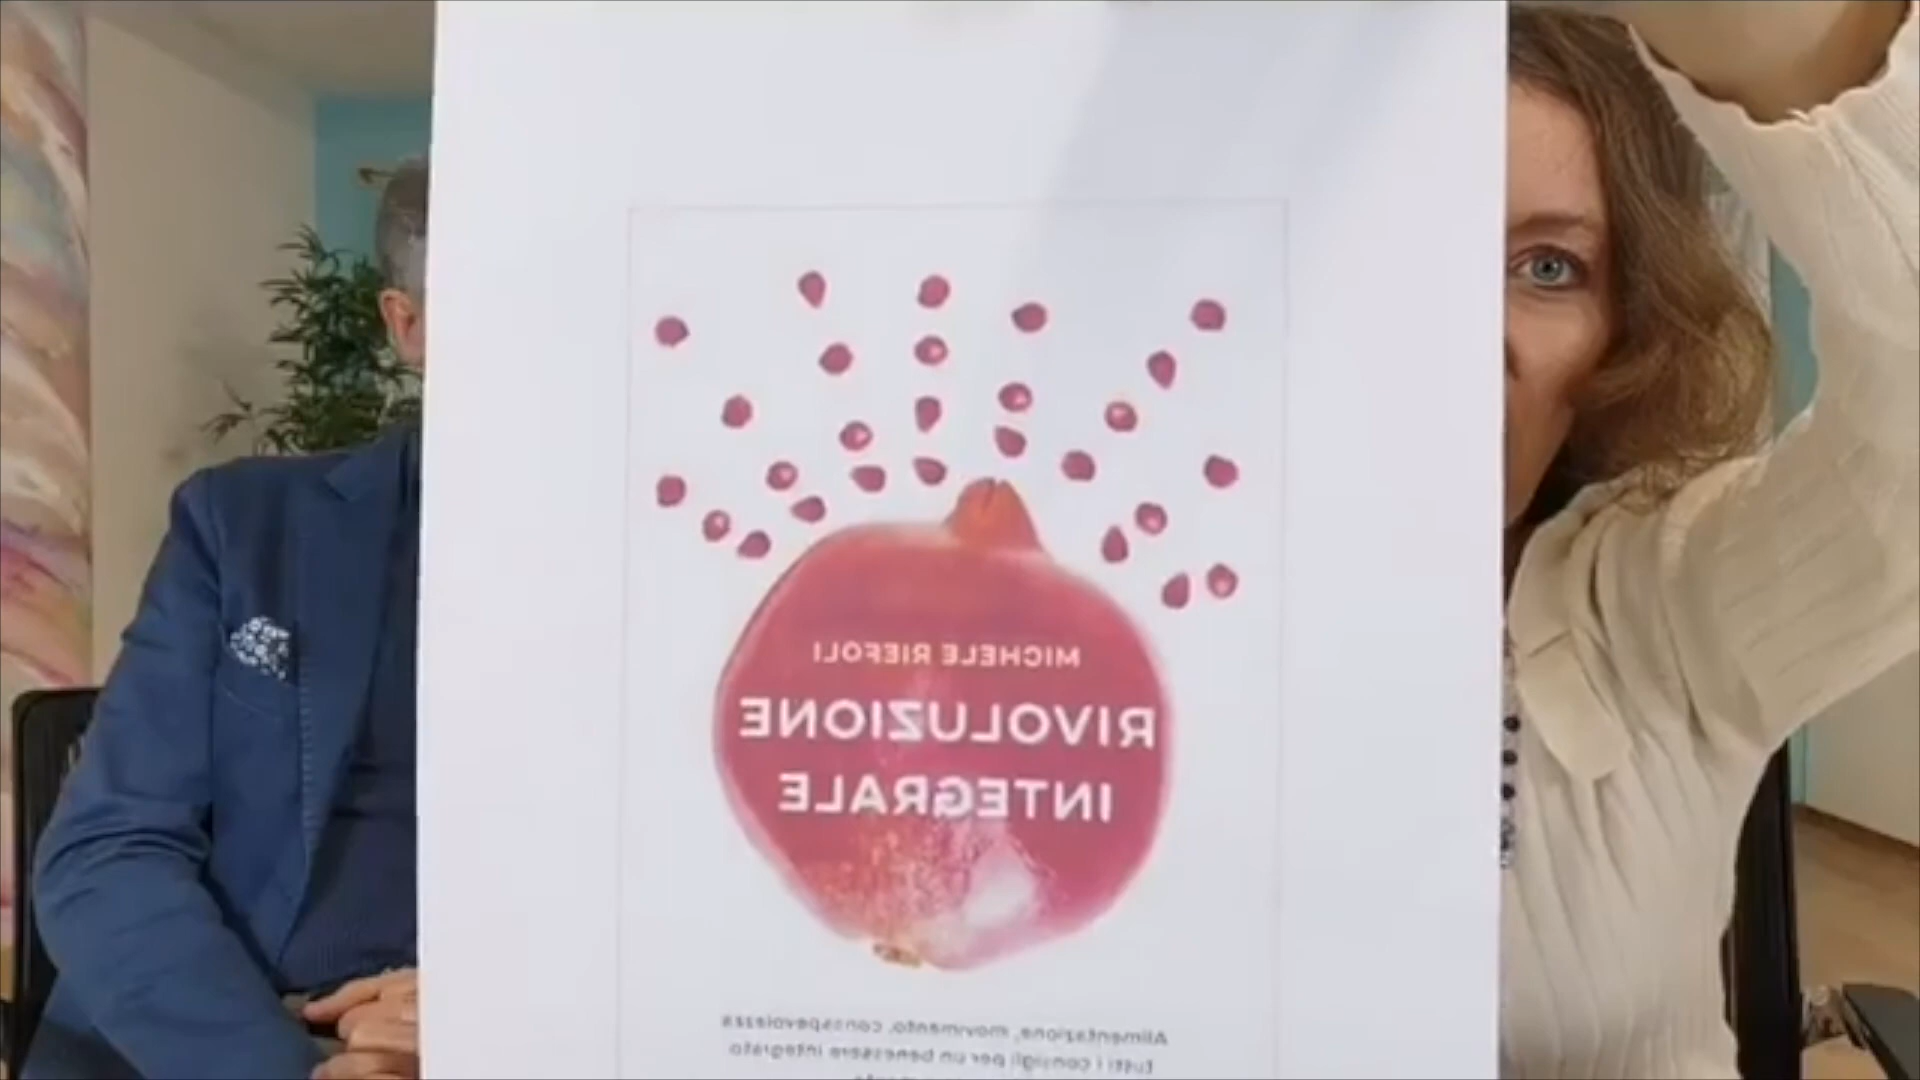 MICHELE RIEFOLI
RIVOLUZIONE
INTEGRALE
Alimentazione, movimento, consapevolezza
tutti i consigli per un benessere integrato